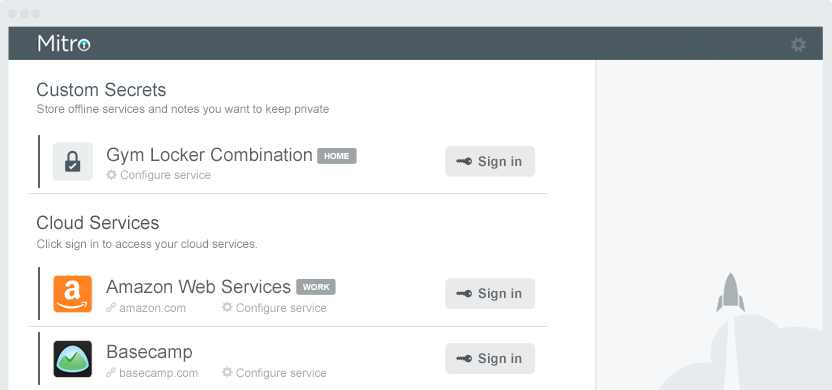 Mitro
Custom Secrets
Store offline services and notes you want to keep private
Gym Locker Combination HOME
Configure service
Sign in
Cloud Services
Click sign in to access your cloud services.
Amazon Web Services WORK
amazon.com Configure service
Sign in
Basecamp
basecamp.com Configure service
Sign in